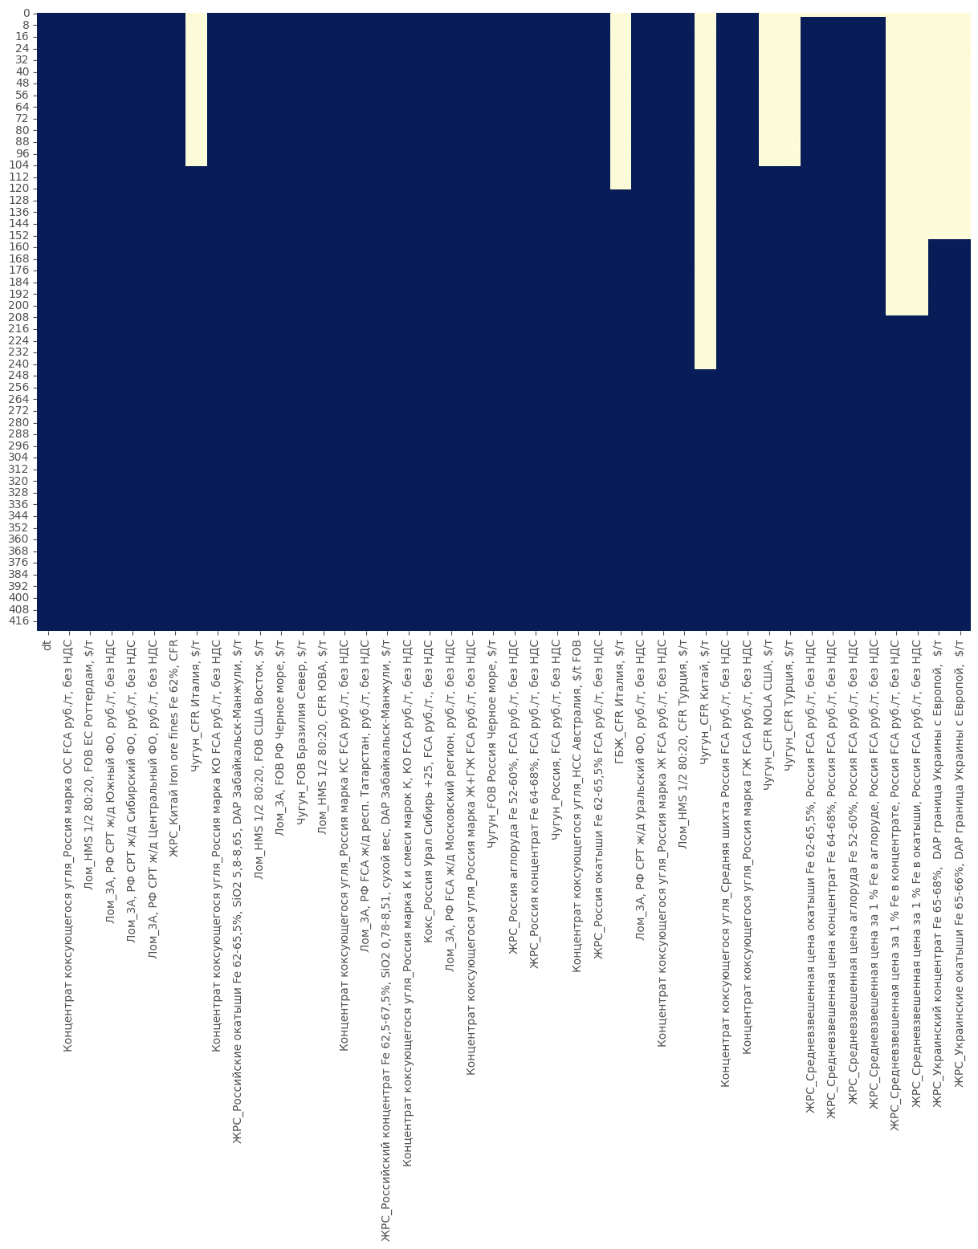 0
8
16
24
32
40
48
56
64
72
80
88
96
104
112
120
128
136
144
152
160
168
176
184
192
200
208
216
224
232
240
248
256
264
272
280
288
296
304
312
320
328
336
344
352
360
368
376
384
392
400
408
416
dt
Концентрат коксующегося угля_Россия марка ОС FCA руб./т, без НДС
Лом_HMS 1/2 80:20, FOB ЕС Роттердам, $/т
Лом_3А, РФ CPT ж/д Южный ФО, руб./т, без НДС
Лом_3А, РФ CPT ж/д Сибирский ФО, руб./т, без НДС
Лом_3А, РФ CPT ж/д Центральный ФО, руб./т, без НДС
ЖРС_Китай Iron ore fines Fe 62%, CFR
Чугун_CFR Италия, $/т
Концентрат коксующегося угля_Россия марка КО FCA руб./т, без НДС
ЖРС_Российские окатыши Fe 62-65,5%, SiO2 5,8-8,65, DAP Забайкальск-Манжули, $/т
Лом_HMS 1/2 80:20, FOB США Восток, $/т
Лом_3А, FOB РФ Черное море, $/т
Чугун_FOB Бразилия Север, $/т
Лом_HMS 1/2 80:20, CFR ЮВА, $/т
Концентрат коксующегося угля_Россия марка КС FCA руб./т, без НДС
Лом_3А, РФ FCA ж/д респ. Татарстан, руб./т, без НДС
ЖРС_Российский концентрат Fe 62,5-67,5%, SiO2 0,78-8,51, сухой вес, DAP Забайкальск-Манжули, $/т
Концентрат коксующегося угля_Россия марка К и смеси марок К, КО FCA руб./т, без НДС
Кокс_Россия Урал Сибирь +25, FCA руб./т., без НДС
Лом_3А, РФ FCA ж/д Московский регион, руб./т, без НДС
Концентрат коксующегося угля_Россия марка Ж+ГЖ FCA руб./т, без НДС
Чугун_FOB Россия Черное море, $/т
ЖРС_Россия аглоруда Fe 52-60%, FCA руб./т, без НДС
ЖРС_Россия концентрат Fe 64-68%, FCA руб./т, без НДС
Чугун_Россия, FCA руб./т, без НДС
Концентрат коксующегося угля_HCC Австралия, $/t FOB
ЖРС_Россия окатыши Fe 62-65,5% FCA руб./т, без НДС
ГБЖ_CFR Италия, $/т
Лом_3А, РФ CPT ж/д Уральский ФО, руб./т, без НДС
Концентрат коксующегося угля_Россия марка Ж FCA руб./т, без НДС
Лом_HMS 1/2 80:20, CFR Турция, $/т
Чугун_CFR Китай, $/т
Концентрат коксующегося угля_Средняя шихта Россия FCA руб./т, без НДС
Концентрат коксующегося угля_Россия марка ГЖ FCA руб./т, без НДС
Чугун_CFR NOLA США, $/т
Чугун_CFR Турция, $/т
ЖРС_Средневзвешенная цена окатыши Fe 62-65,5%, Россия FCA руб./т, без НДС
ЖРС_Средневзвешенная цена концентрат Fe 64-68%, Россия FCA руб./т, без НДС
ЖРС_Средневзвешенная цена аглоруда Fe 52-60%, Россия FCA руб./т, без НДС
ЖРС_Средневзвешенная цена за 1 % Fe в аглоруде, Россия FCA руб./т, без НДС
ЖРС_Средневзвешенная цена за 1 % Fe в концентрате, Россия FCA руб./т, без НДС
ЖРС_Средневзвешенная цена за 1 % Fe в окатыши, Россия FCA руб./т, без НДС
ЖРС_Украинский концентрат Fe 65-68%, DAP граница Украины с Европой, $/т
ЖРС_Украинские окатыши Fe 65-66%, DAP граница Украины с Европой, $/т